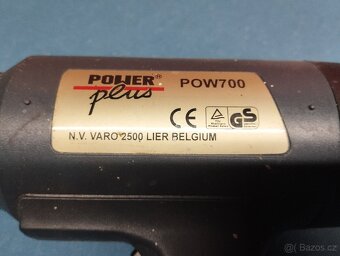 POWER®
plus
POW700
CE
GS
N.V. VARO 2500 LIER BELGIUM
Bazos.cz